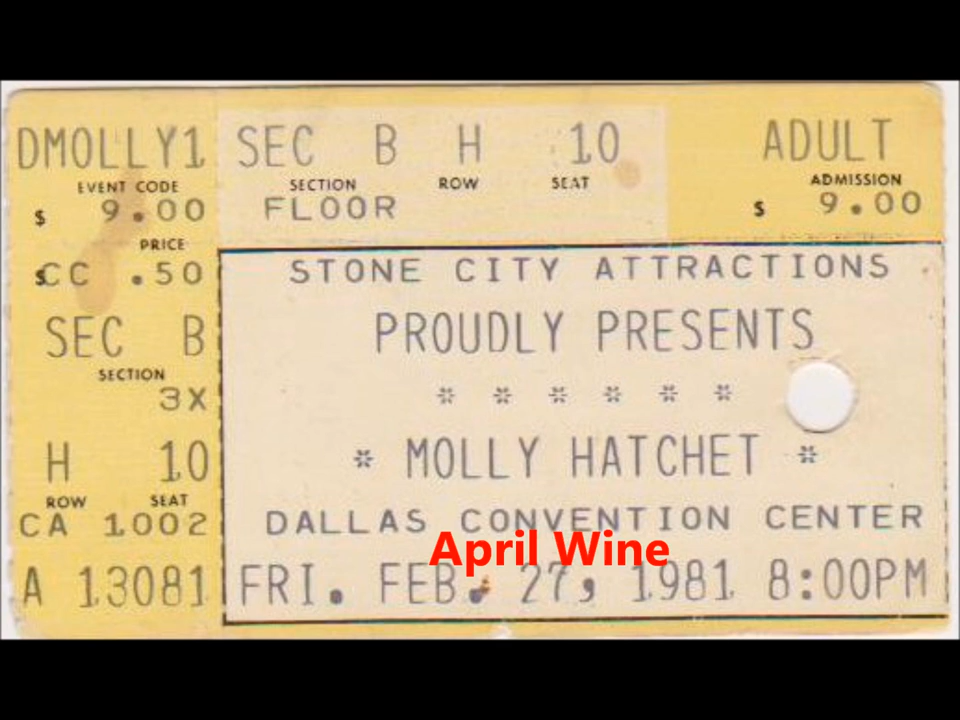 DMOLLY1 SEC B H 10 ADULT
EVENT CODE SECTION ROW SEAT ADMISSION
$ 9.00 FLOOR $ 9.00
PRICE
$CC .50
STONE CITY ATTRACTIONS
SEC B
PROUDLY PRESENTS
SECTION
3X
* * * * * *
H 10
* MOLLY HATCHET *
ROW SEAT
CA 1002
DALLAS CONVENTION CENTER
April Wine
A 13081
FRI. FEB. 27, 1981 8:00PM